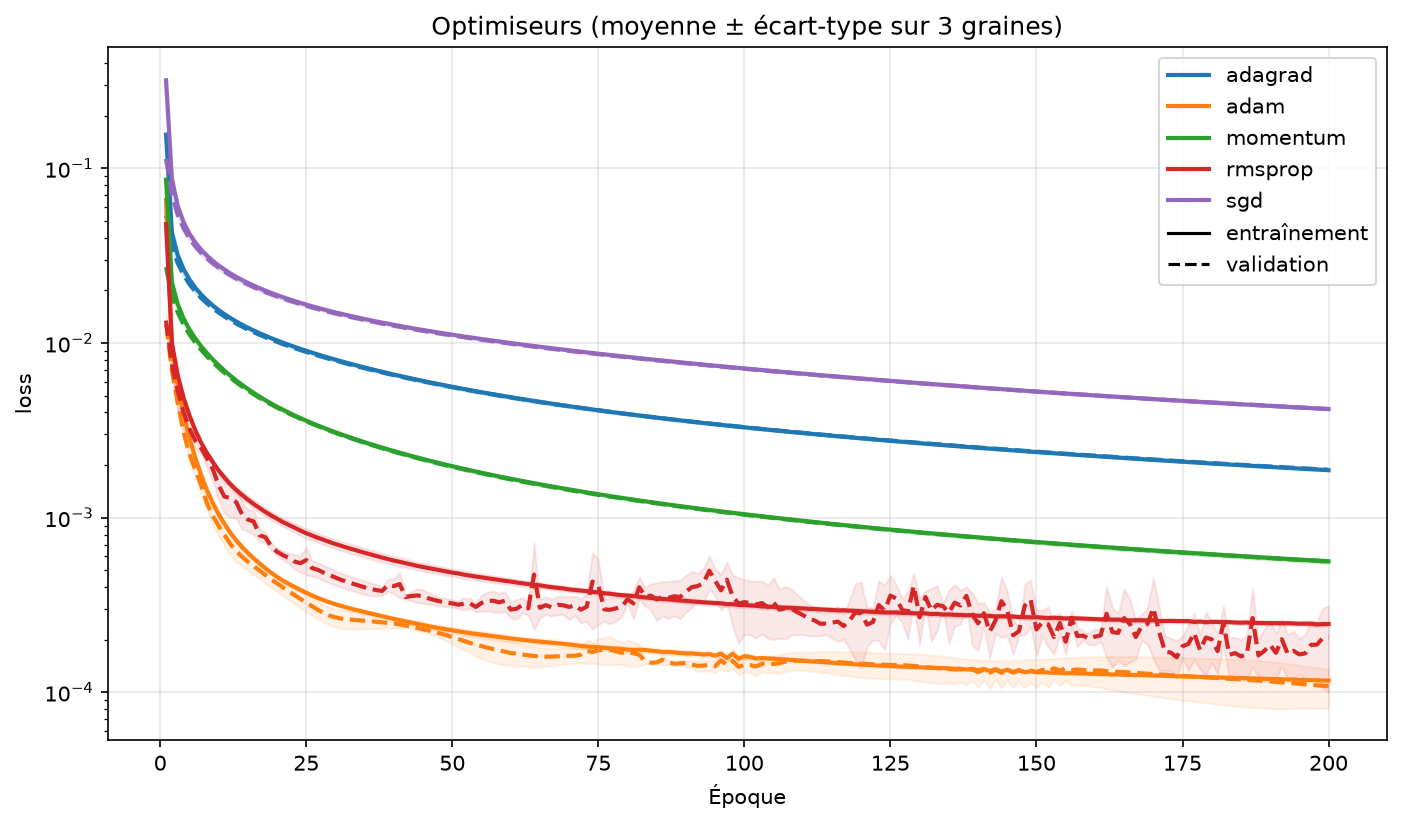 Optimiseurs (moyenne ± écart-type sur 3 graines)
adagrad
adam
momentum
rmsprop
sgd
entraînement
validation
loss
10⁻¹
10⁻²
10⁻³
10⁻⁴
0 25 50 75 100 125 150 175 200
Époque